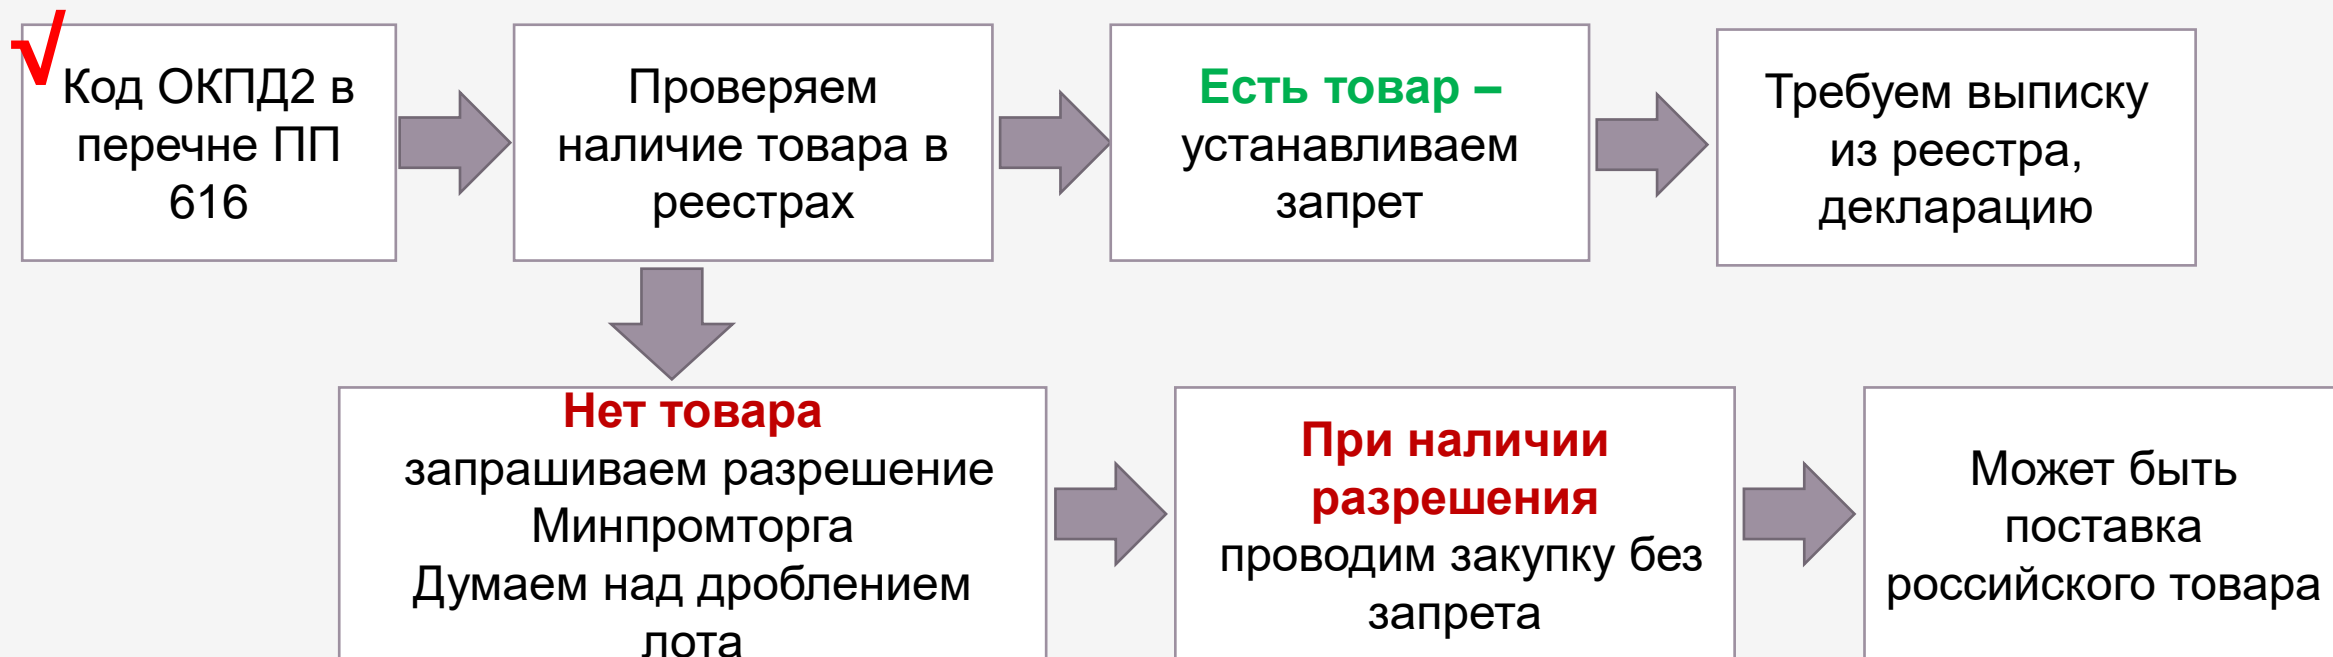 √
Код ОКПД2 в
перечне ПП
616
Проверяем
наличие товара в
реестрах
Есть товар –
устанавливаем
запрет
Требуем выписку
из реестра,
декларацию
Нет товара
запрашиваем разрешение
Минпромторга
Думаем над дроблением
лота
При наличии
разрешения
проводим закупку без
запрета
Может быть
поставка
российского товара